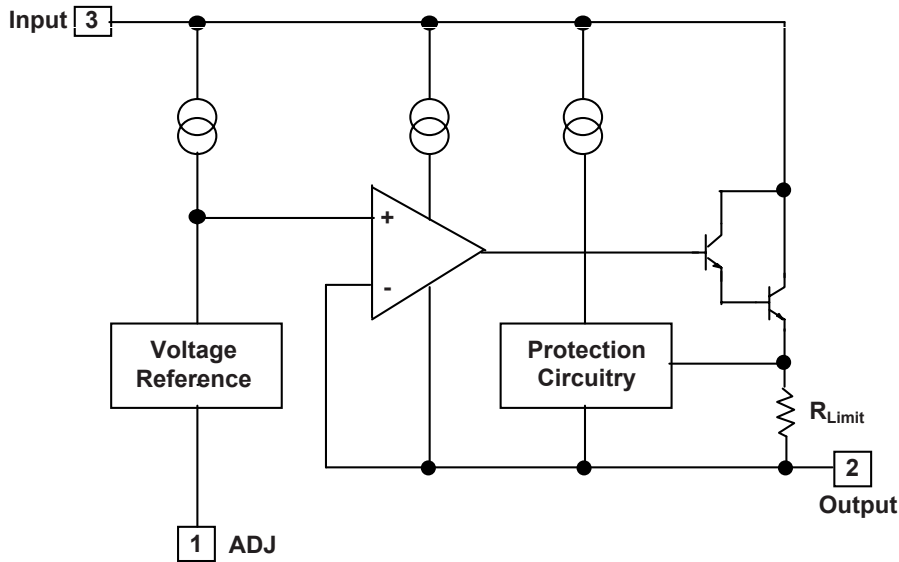 Input 3
+
-
Voltage
Reference
Protection
Circuitry
RLimit
2
Output
1 ADJ